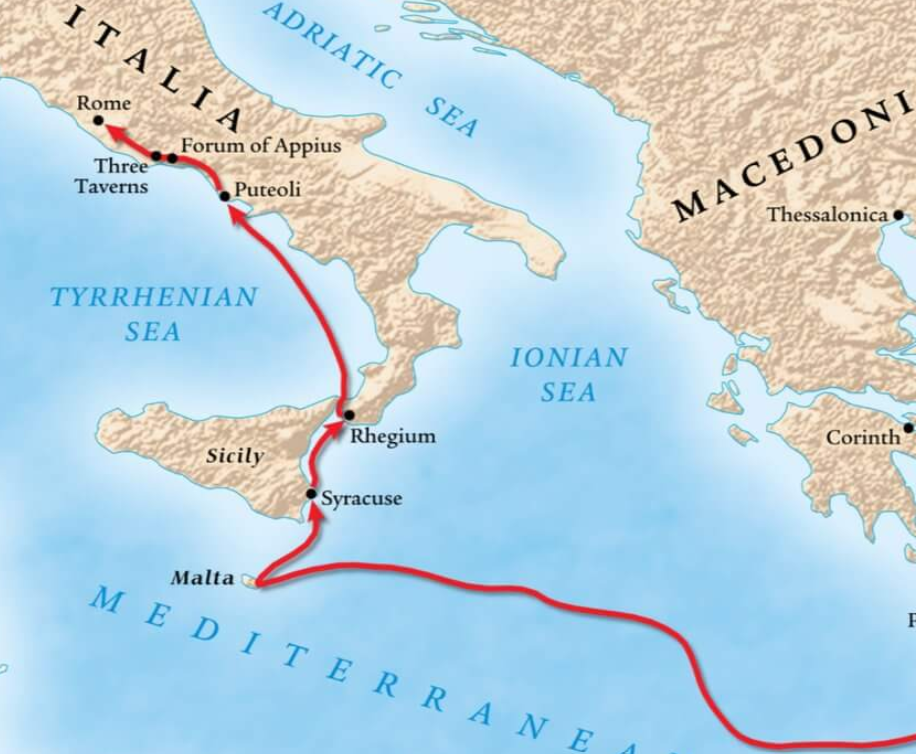 ITALIA
ADRIATIC
SEA
Rome
Forum of Appius
Three
Taverns
Puteoli
MACEDONI
Thessalonica
TYRRHENIAN
SEA
IONIAN
SEA
Rhegium
Corinth
Sicily
Syracuse
Malta
MEDITERRANEA
P